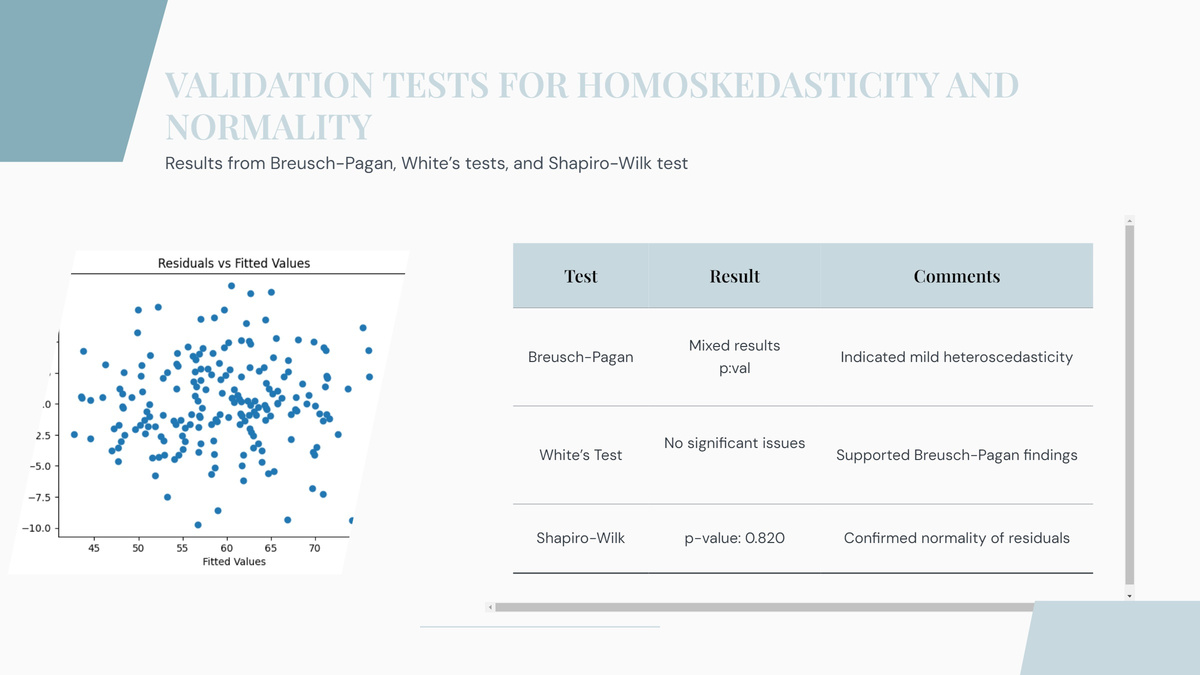 VALIDATION TESTS FOR HOMOSKEDASTICITY AND
NORMALITY
Results from Breusch-Pagan, White's tests, and Shapiro-Wilk test
Residuals vs Fitted Values
.0
2.5
−5.0
−7.5
−10.0
45 50 55 60 65 70
Fitted Values
Test Result Comments
Breusch-Pagan Mixed results Indicated mild heteroscedasticity
p:val
White's Test No significant issues Supported Breusch-Pagan findings
Shapiro-Wilk p-value: 0.820 Confirmed normality of residuals